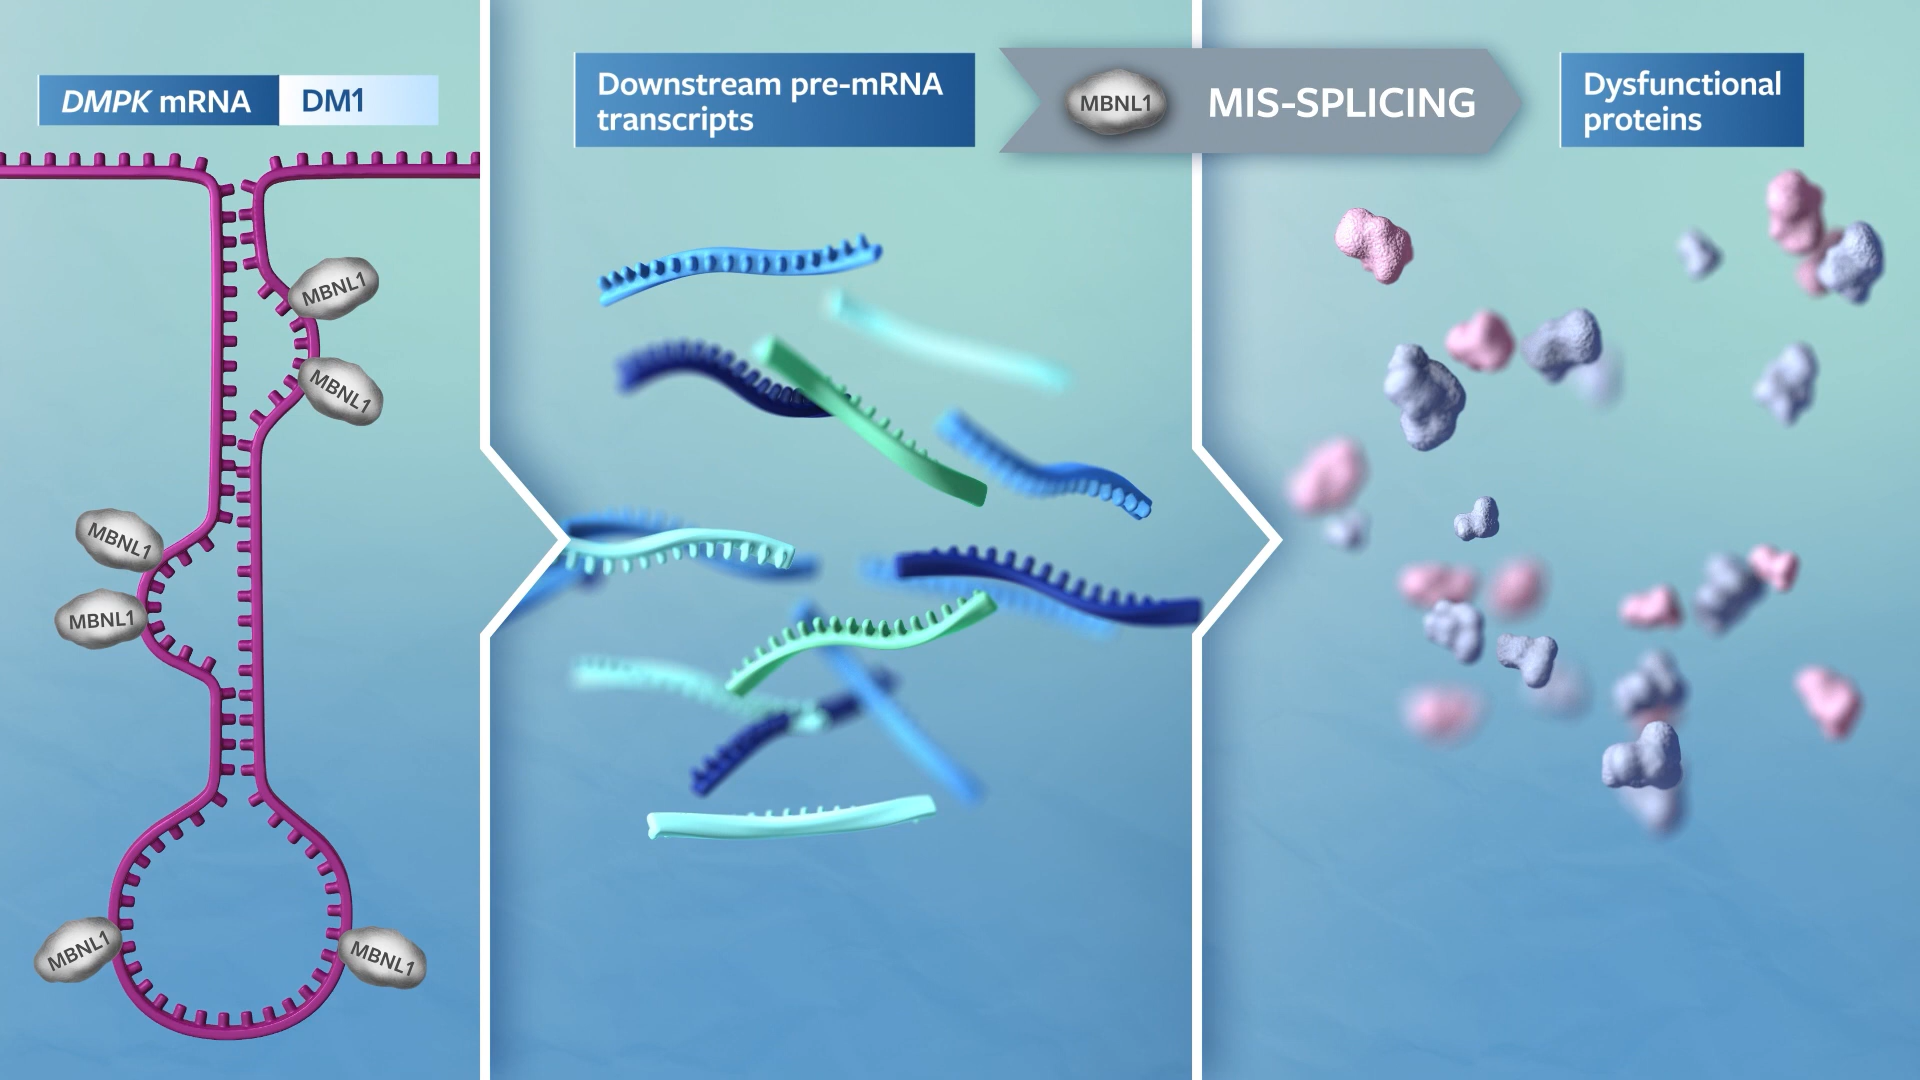 DMPK mRNA DM1
MBNL1
MBNL1
MBNL1
MBNL1
MBNL1
MBNL1
Downstream pre-mRNA
transcripts
MBNL1 MIS-SPLICING
Dysfunctional
proteins